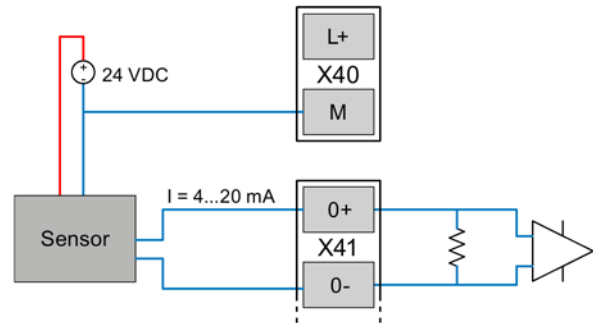 L+
+
-
24 VDC
X40
M
I = 4...20 mA
0+
Sensor
X41
0-